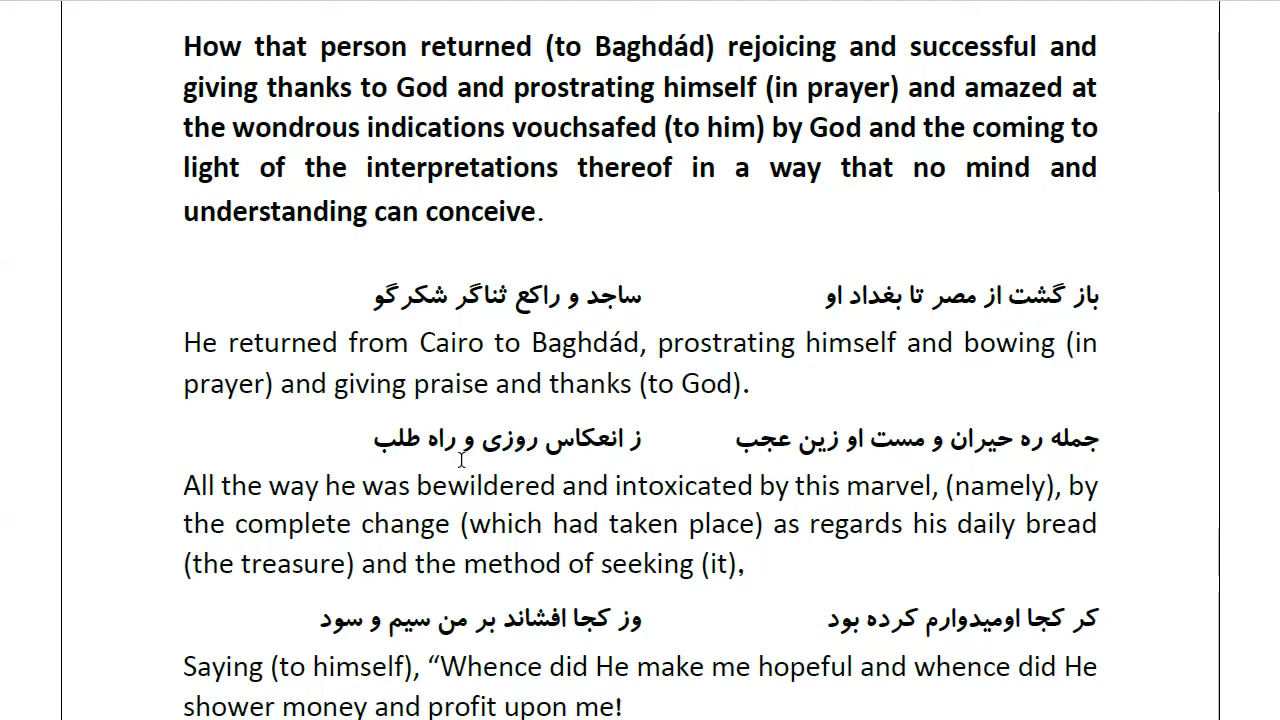 How that person returned (to Baghdád) rejoicing and successful and
giving thanks to God and prostrating himself (in prayer) and amazed at
the wondrous indications vouchsafed (to him) by God and the coming to
light of the interpretations thereof in a way that no mind and
understanding can conceive.
باز گشت از مصر تا بغداد او ساجد و راکع ثناگر شکرگو
He returned from Cairo to Baghdád, prostrating himself and bowing (in
prayer) and giving praise and thanks (to God).
جمله ره حیران و مست او زین عجب ز انعکاس روزی و راه طلب
All the way he was bewildered and intoxicated by this marvel, (namely), by
the complete change (which had taken place) as regards his daily bread
(the treasure) and the method of seeking (it),
کر کجا اومیدوارم کرده بود وز کجا افشاند بر من سیم و سود
Saying (to himself), “Whence did He make me hopeful and whence did He
shower money and profit upon me!